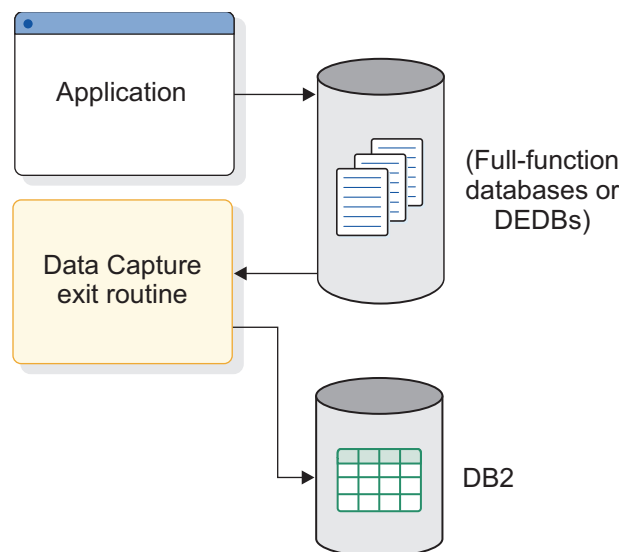 Application
(Full-function
databases or
DEDBs)
Data Capture
exit routine
DB2